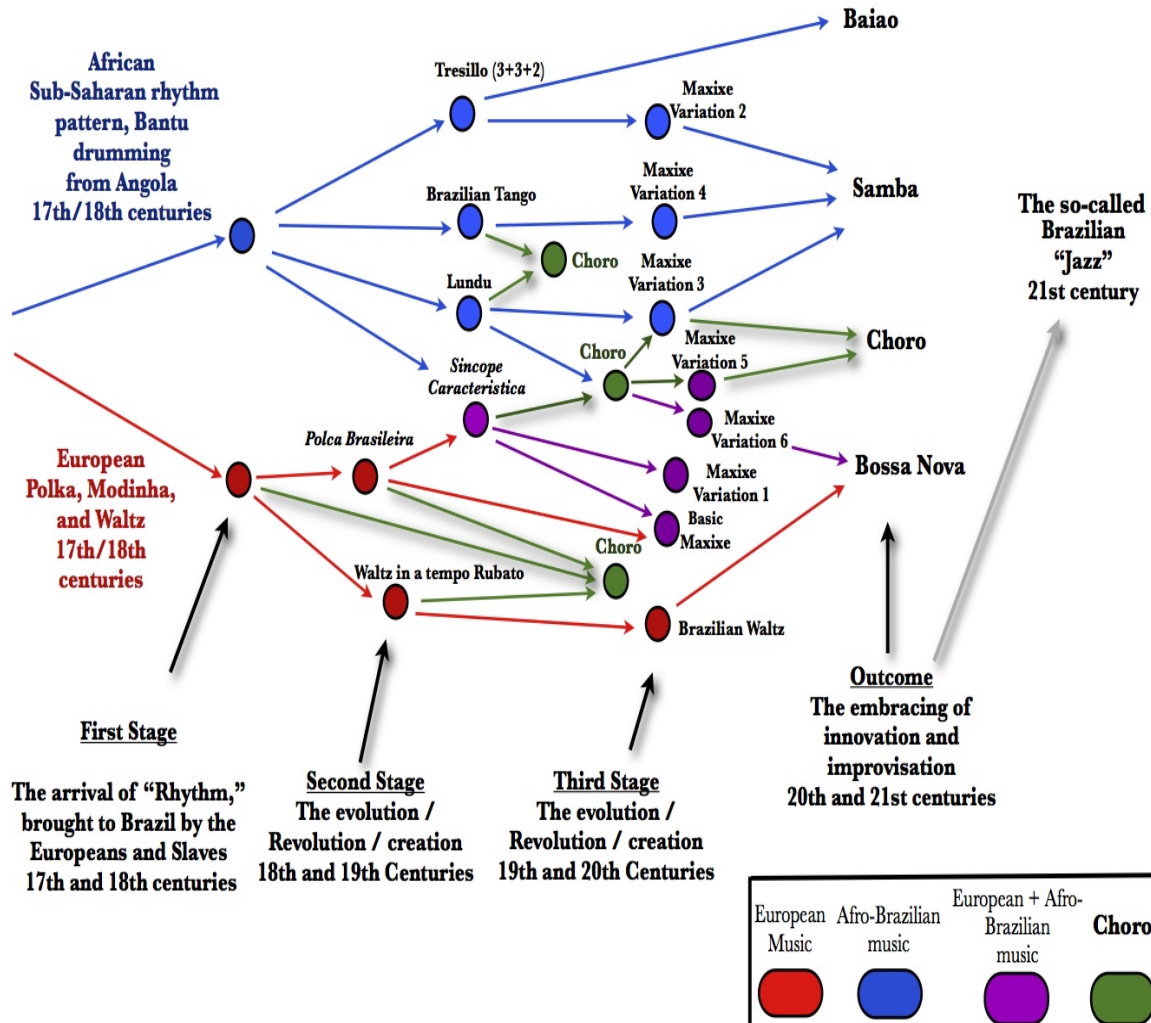 Baiao
African
Sub-Saharan rhythm
pattern, Bantu
drumming
from Angola
17th/18th centuries
Tresillo (3+3+2)
Maxixe
Variation 2
Brazilian Tango
Maxixe
Variation 4
Samba
The so-called
Brazilian
“Jazz”
21st century
Choro
Lundu
Maxixe
Variation 3
Choro
Sincope
Caracteristica
Choro
Maxixe
Variation 5
Polca Brasileira
Maxixe
Variation 6
European
Polka, Modinha,
and Waltz
17th/18th
centuries
Bossa Nova
Maxixe
Variation 1
Basic
Maxixe
Choro
Waltz in a tempo Rubato
Brazilian Waltz
First Stage
The arrival of “Rhythm,”
brought to Brazil by the
Europeans and Slaves
17th and 18th centuries
Second Stage
The evolution /
Revolution / creation
18th and 19th Centuries
Third Stage
The evolution /
Revolution / creation
19th and 20th Centuries
Outcome
The embracing of
innovation and
improvisation
20th and 21st centuries
European
Music
Afro-Brazilian
music
European + Afro-
Brazilian
music
Choro